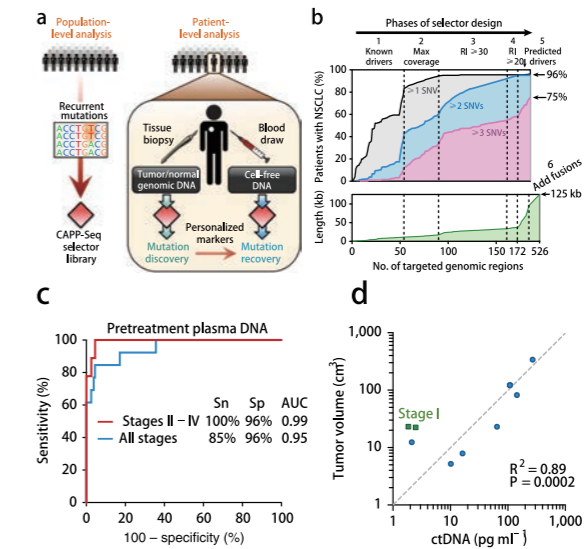 a
Population-
level analysis
Patient-
level analysis
Recurrent
mutations
ACCTGTCG
ACCTGTCG
ACCTGACG
ACCTGACG
CAPP-Seq
selector
library
Tissue
biopsy
Blood
draw
Tumor/normal
genomic DNA
Cell-free
DNA
Personalized
markers
Mutation
discovery
Mutation
recovery
b
Phases of selector design
1
Known
drivers
2
Max
coverage
3
RI ≥30
4
RI
≥20
5
Predicted
drivers
Patients with NSCLC (%)
100
80
60
40
20
0
≥1 SNV
≥2 SNVs
≥3 SNVs
96%
75%
6
Add fusions
Length (kb)
100
50
0
125 kb
0 50 100 150 172 526
No. of targeted genomic regions
c
Pretreatment plasma DNA
Sensitivity (%)
100
80
60
40
20
0
Sn Sp AUC
Stages II – IV 100% 96% 0.99
All stages 85% 96% 0.95
0 20 40 60 80 100
100 – specificity (%)
d
Tumor volume (cm3)
1,000
100
10
1
Stage I
R2 = 0.89
P = 0.0002
1 10 100 1,000
ctDNA (pg ml−1)